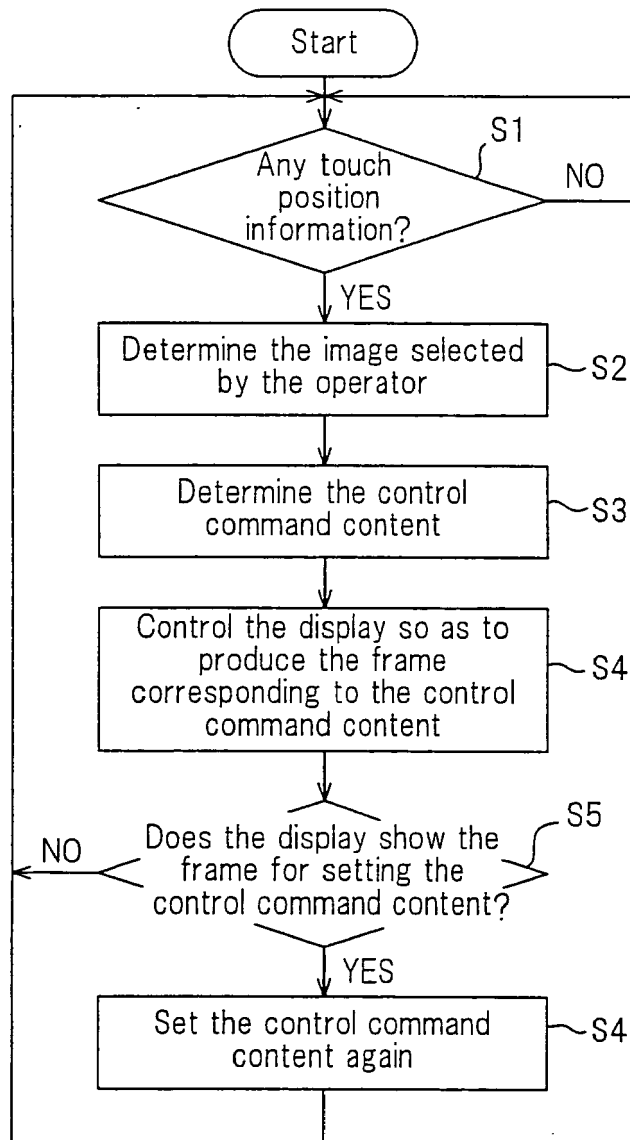 Start
S1
Any touch
position
information?
NO
YES
Determine the image selected
by the operator
S2
Determine the control
command content
S3
Control the display so as to
produce the frame
corresponding to the control
command content
S4
S5
NO
Does the display show the
frame for setting the
control command content?
YES
Set the control command
content again
S4